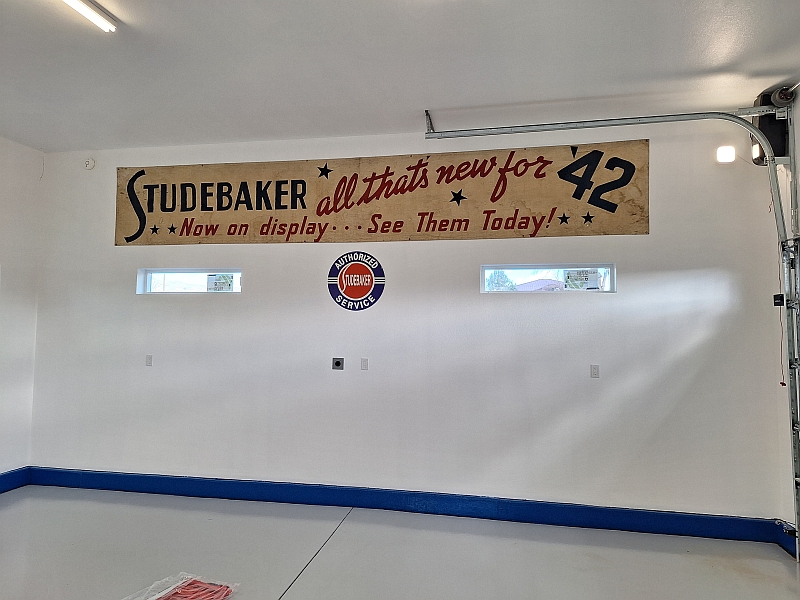 STUDEBAKER all thats new for '42
Now on display... See Them Today!
AUTHORIZED
STUDEBAKER
SERVICE